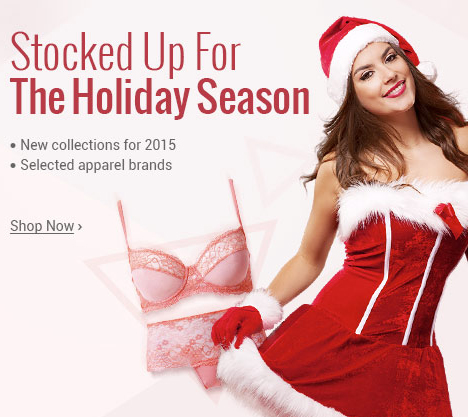 Stocked Up For
The Holiday Season
• New collections for 2015
• Selected apparel brands
Shop Now ›